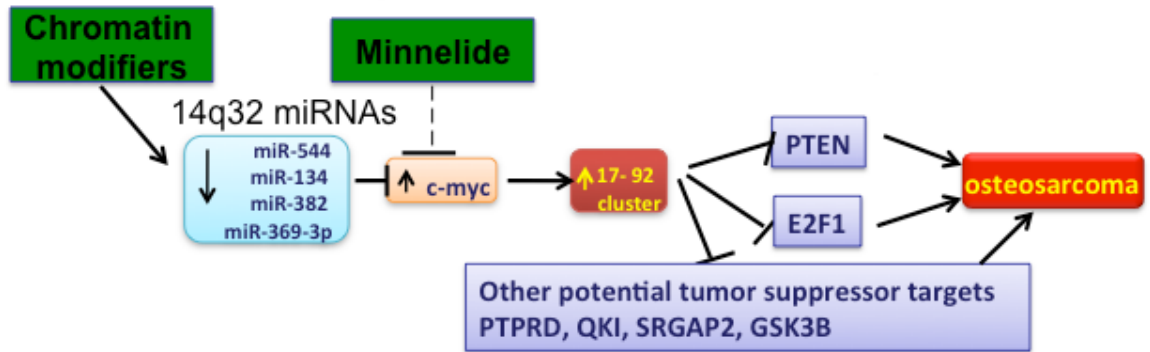 Chromatin
modifiers
Minnelide
14q32 miRNAs
miR-544
miR-134
miR-382
miR-369-3p
c-myc
17- 92
cluster
PTEN
E2F1
osteosarcoma
Other potential tumor suppressor targets
PTPRD, QKI, SRGAP2, GSK3B